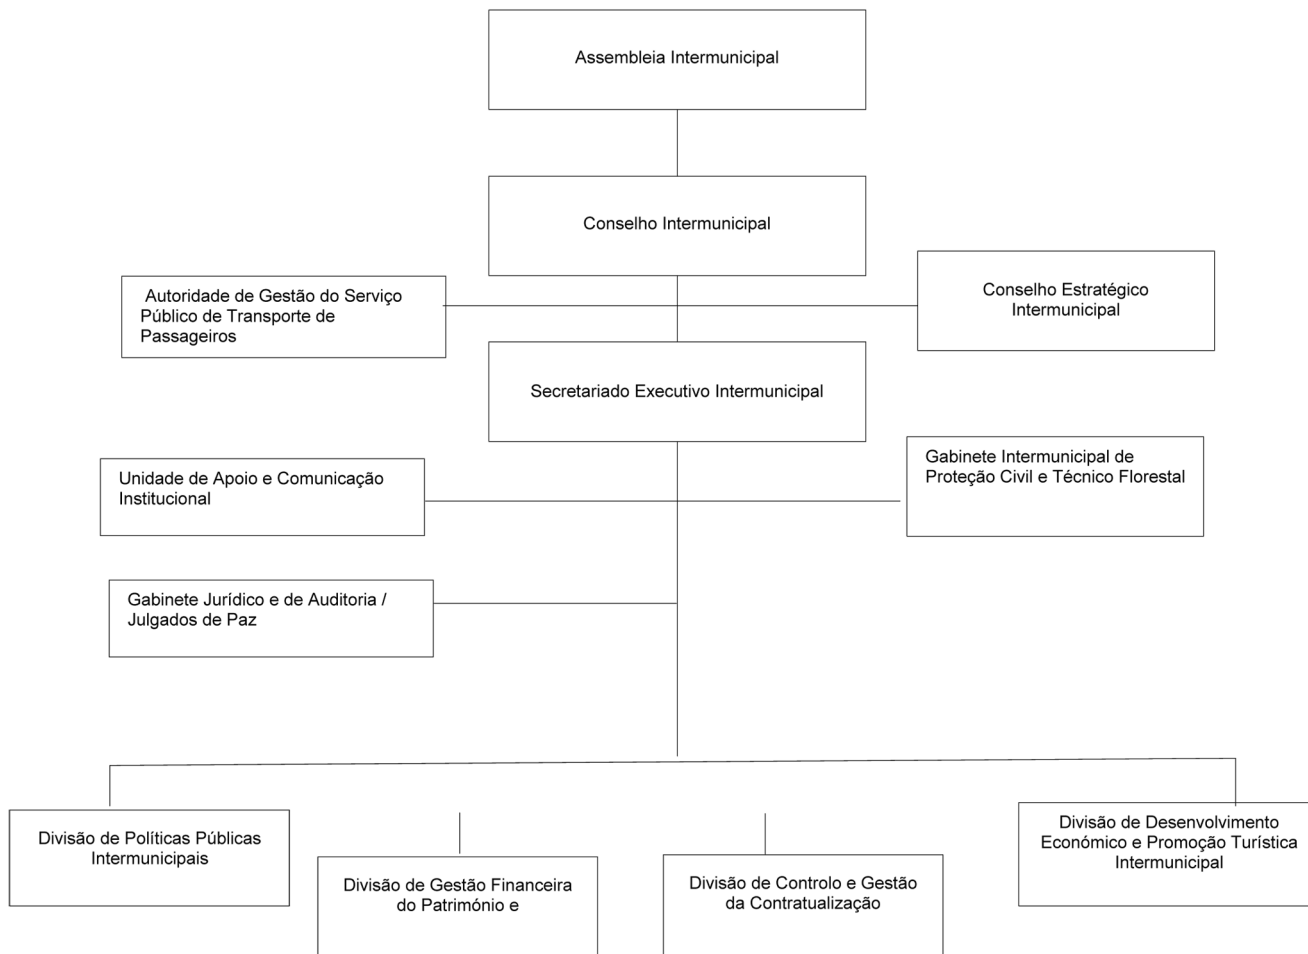 Assembleia Intermunicipal
Conselho Intermunicipal
Autoridade de Gestão do Serviço
Público de Transporte de
Passageiros
Conselho Estratégico
Intermunicipal
Secretariado Executivo Intermunicipal
Unidade de Apoio e Comunicação
Institucional
Gabinete Intermunicipal de
Proteção Civil e Técnico Florestal
Gabinete Jurídico e de Auditoria /
Julgados de Paz
Divisão de Políticas Públicas
Intermunicipais
Divisão de Gestão Financeira
do Património e
Divisão de Controlo e Gestão
da Contratualização
Divisão de Desenvolvimento
Económico e Promoção Turística
Intermunicipal